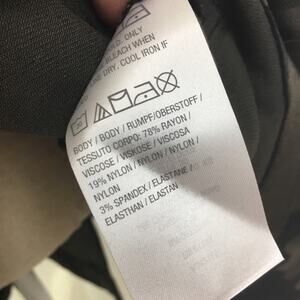 D. ONLY
BLEACH WHEN
E DRY. COOL IRON IF
BODY / BODY / RUMPF/OBERSTOFF /
TESSUTO CORPO: 78% RAYON /
VISCOSE / VISKOSE / VISCOSA
19% NYLON / NYLON / NYLON /
NYLON
3% SPANDEX / ELASTANE /
ELASTHAN / ELASTAN